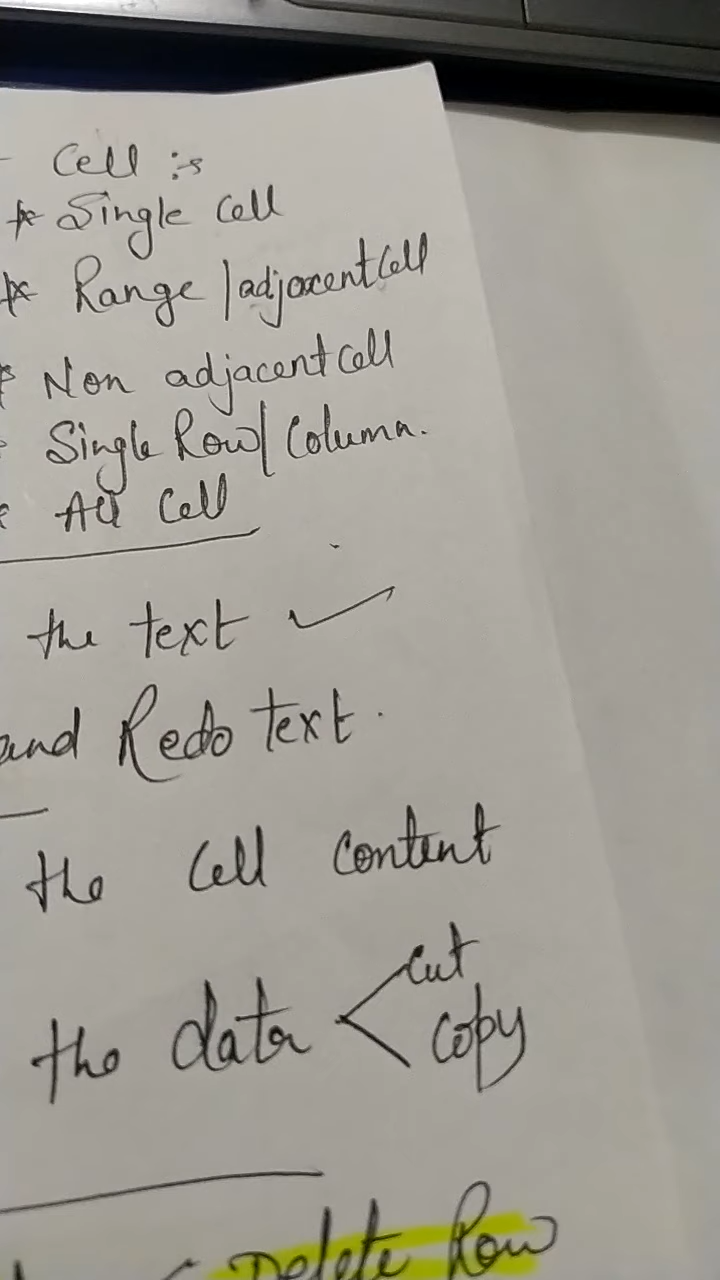 - Cell :-
* Single Cell
* Range / adjacent Cell
* Non adjacent Cell
* Single Row / Column.
* All Cell
the text ✓
and Redo text.
the Cell Content
the data < cut
copy
Delete Row